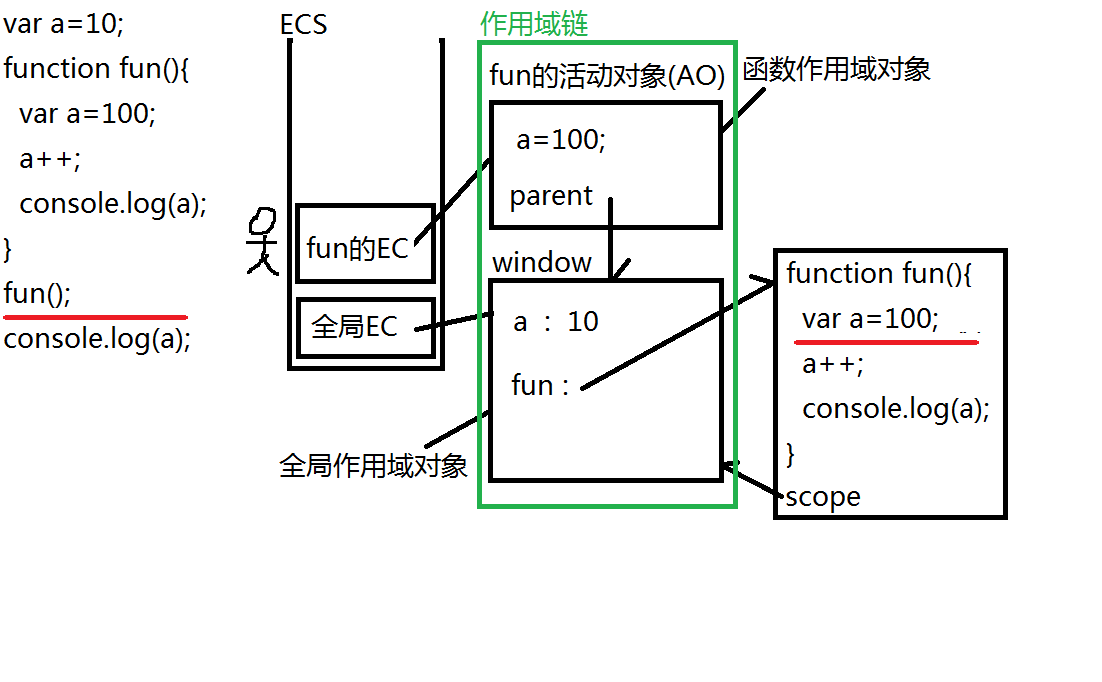 var a=10;
function fun(){
var a=100;
a++;
console.log(a);
}
fun();
console.log(a);
ECS
fun的EC
全局EC
作用域链
fun的活动对象(AO)
a=100;
parent
window
a : 10
fun :
函数作用域对象
全局作用域对象
function fun(){
var a=100;
a++;
console.log(a);
}
scope